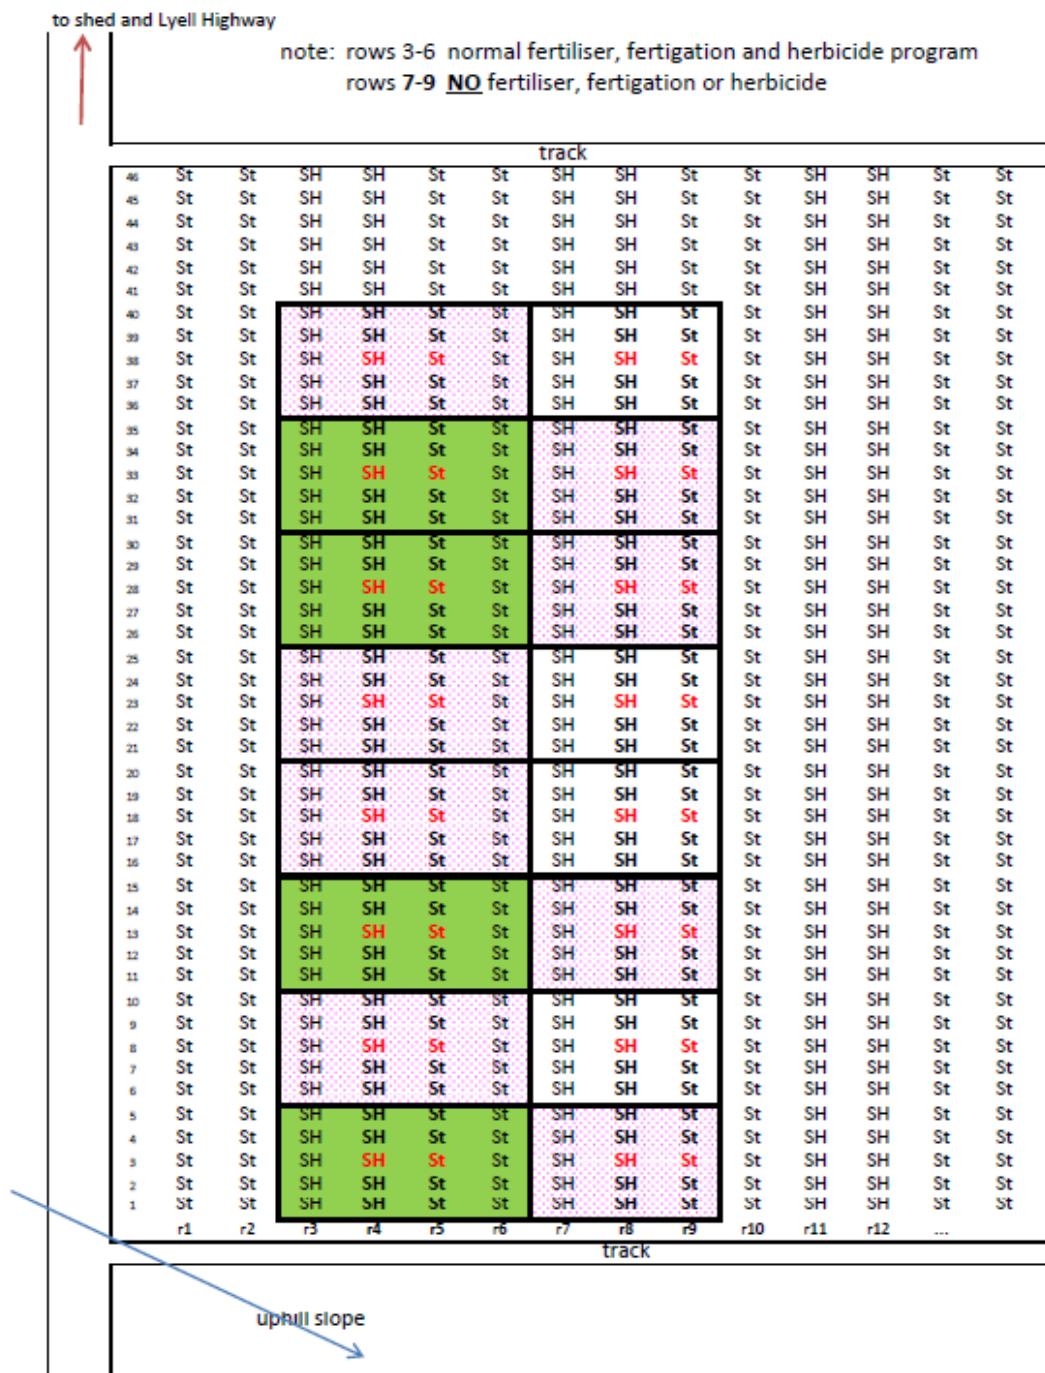 to shed and Lyell Highway
note: rows 3-6 normal fertiliser, fertigation and herbicide program
rows 7-9 NO fertiliser, fertigation or herbicide
track
46 St St SH SH St St SH SH St St SH SH St St
45 St St SH SH St St SH SH St St SH SH St St
44 St St SH SH St St SH SH St St SH SH St St
43 St St SH SH St St SH SH St St SH SH St St
42 St St SH SH St St SH SH St St SH SH St St
41 St St SH SH St St SH SH St St SH SH St St
40 St St SH SH St St SH SH St St SH SH St St
39 St St SH SH St St SH SH St St SH SH St St
38 St St SH SH St St SH SH St St SH SH St St
37 St St SH SH St St SH SH St St SH SH St St
36 St St SH SH St St SH SH St St SH SH St St
35 St St SH SH St St SH SH St St SH SH St St
34 St St SH SH St St SH SH St St SH SH St St
33 St St SH SH St St SH SH St St SH SH St St
32 St St SH SH St St SH SH St St SH SH St St
31 St St SH SH St St SH SH St St SH SH St St
30 St St SH SH St St SH SH St St SH SH St St
29 St St SH SH St St SH SH St St SH SH St St
28 St St SH SH St St SH SH St St SH SH St St
27 St St SH SH St St SH SH St St SH SH St St
26 St St SH SH St St SH SH St St SH SH St St
25 St St SH SH St St SH SH St St SH SH St St
24 St St SH SH St St SH SH St St SH SH St St
23 St St SH SH St St SH SH St St SH SH St St
22 St St SH SH St St SH SH St St SH SH St St
21 St St SH SH St St SH SH St St SH SH St St
20 St St SH SH St St SH SH St St SH SH St St
19 St St SH SH St St SH SH St St SH SH St St
18 St St SH SH St St SH SH St St SH SH St St
17 St St SH SH St St SH SH St St SH SH St St
16 St St SH SH St St SH SH St St SH SH St St
15 St St SH SH St St SH SH St St SH SH St St
14 St St SH SH St St SH SH St St SH SH St St
13 St St SH SH St St SH SH St St SH SH St St
12 St St SH SH St St SH SH St St SH SH St St
11 St St SH SH St St SH SH St St SH SH St St
10 St St SH SH St St SH SH St St SH SH St St
9 St St SH SH St St SH SH St St SH SH St St
8 St St SH SH St St SH SH St St SH SH St St
7 St St SH SH St St SH SH St St SH SH St St
6 St St SH SH St St SH SH St St SH SH St St
5 St St SH SH St St SH SH St St SH SH St St
4 St St SH SH St St SH SH St St SH SH St St
3 St St SH SH St St SH SH St St SH SH St St
2 St St SH SH St St SH SH St St SH SH St St
1 St St SH SH St St SH SH St St SH SH St St
r1 r2 r3 r4 r5 r6 r7 r8 r9 r10 r11 r12 ...
track
uphill slope